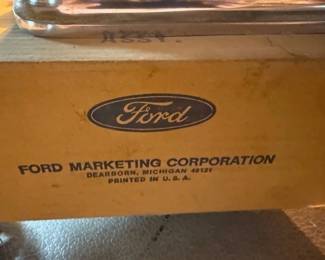 Ford
FORD MARKETING CORPORATION
DEARBORN, MICHIGAN 48121
PRINTED IN U. S. A.